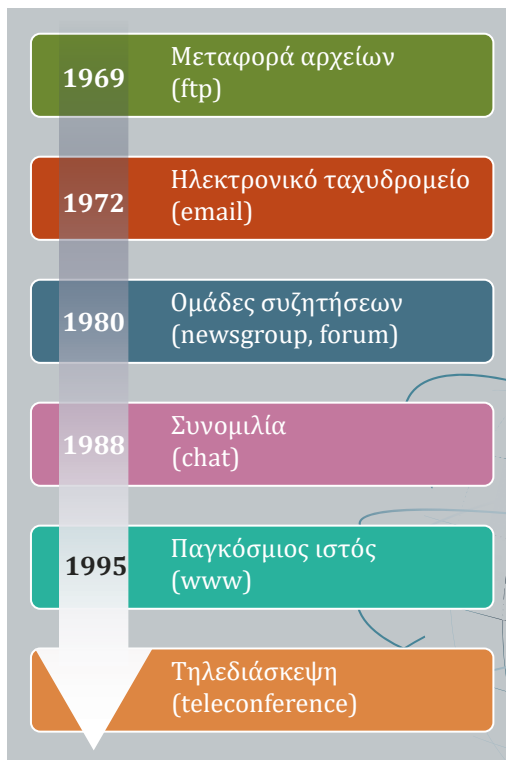 1969
Μεταφορά αρχείων
(ftp)
1972
Ηλεκτρονικό ταχυδρομείο
(email)
1980
Ομάδες συζητήσεων
(newsgroup, forum)
1988
Συνομιλία
(chat)
1995
Παγκόσμιος ιστός
(www)
Τηλεδιάσκεψη
(teleconference)